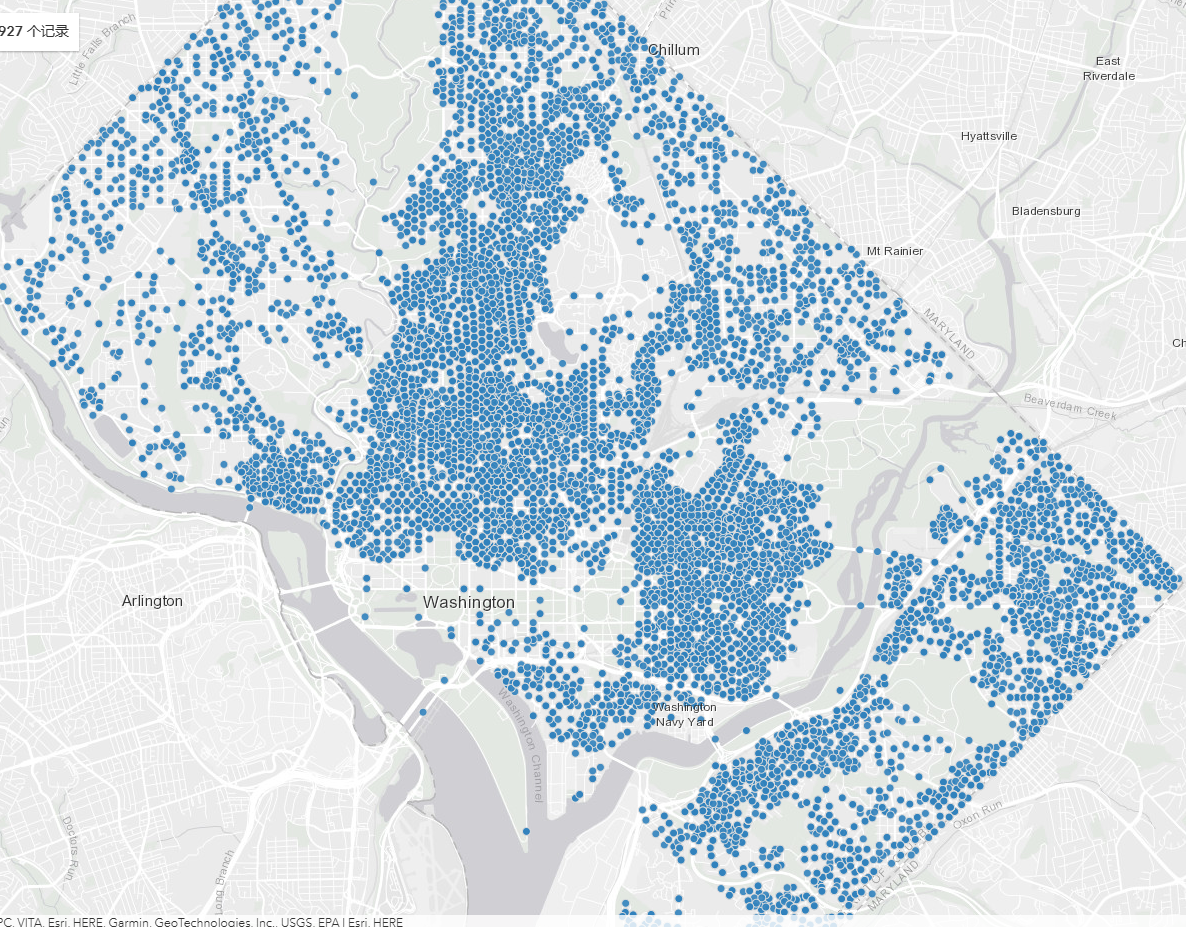 927 个记录
Little Falls Branch
Chillum
East
Riverdale
Hyattsville
Bladensburg
Mt Rainier
MARYLAND
Beaverdam Creek
Arlington
Washington
Washington
Navy Yard
Washington Channel
Oxon Run
MARYLAND
Doctors Run
Long Branch
PC, VITA, Esri, HERE, Garmin, GeoTechnologies, Inc., USGS, EPA | Esri, HERE